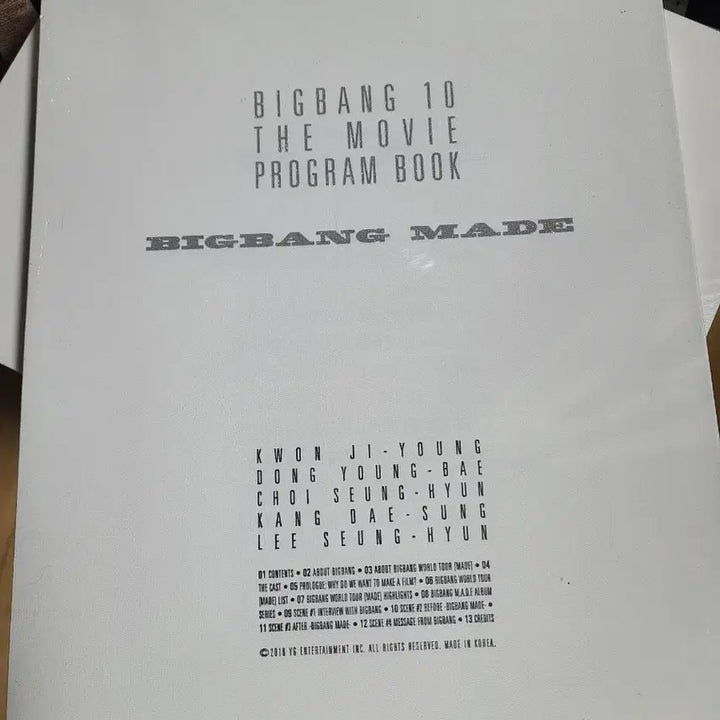 BIGBANG 10
THE MOVIE
PROGRAM BOOK
BIGBANG MADE
KWON JI-YOUNG
DONG YOUNG-BAE
CHOI SEUNG-HYUN
KANG DAE-SUNG
LEE SEUNG-HYUN
01 CONTENTS • 02 ABOUT BIGBANG • 03 ABOUT BIGBANG WORLD TOUR [MADE] • 04
THE CAST • 05 PROLOGUE: WHY DO WE WANT TO MAKE A FILM? • 06 BIGBANG WORLD TOUR
[MADE] LIST • 07 BIGBANG WORLD TOUR [MADE] HIGHLIGHTS • 08 BIGBANG M.A.D.E ALBUM
SERIES • 09 SCENE #1 INTERVIEW WITH BIGBANG • 10 SCENE #2 BEFORE -BIGBANG MADE- •
11 SCENE #3 AFTER -BIGBANG MADE- • 12 SCENE #4 MESSAGE FROM BIGBANG • 13 CREDITS
©2016 YG ENTERTAINMENT INC. ALL RIGHTS RESERVED. MADE IN KOREA.